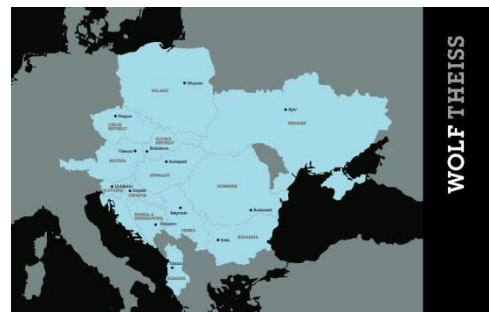 WOLF THEISS
Warsaw
POLAND
Prague
CZECH
REPUBLIC
Kyiv
UKRAINE
SLOVAK
REPUBLIC
Vienna
Bratislava
AUSTRIA
Budapest
HUNGARY
Ljubljana
SLOVENIA
Zagreb
CROATIA
ROMANIA
BOSNIA &
HERZEGOVINA
Belgrade
Bucharest
Sarajevo
SERBIA
Sofia
BULGARIA
Tirana
ALBANIA